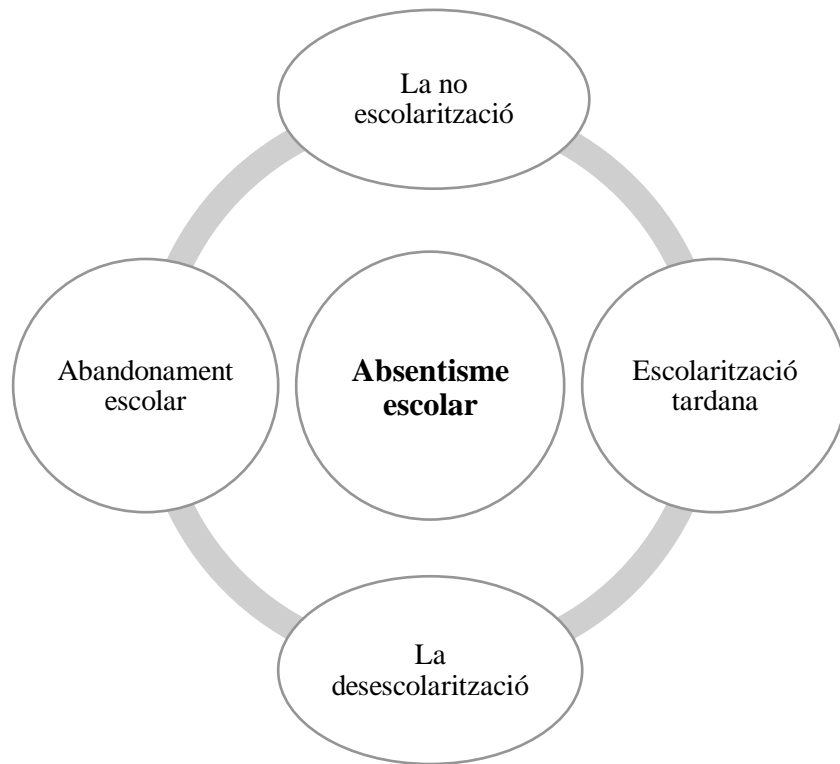 La no
escolarització
Abandonament
escolar
Absentisme
escolar
Escolarització
tardana
La
desescolarització